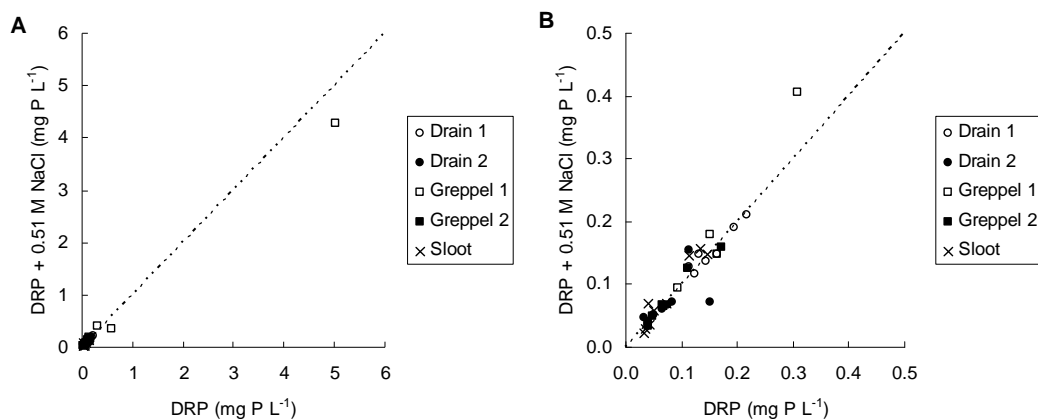 A
DRP + 0.51 M NaCl (mg P L-1)
6
5
4
3
2
1
0
0 1 2 3 4 5 6
DRP (mg P L-1)
Drain 1
Drain 2
Greppel 1
Greppel 2
Sloot
B
DRP + 0.51 M NaCl (mg P L-1)
0.5
0.4
0.3
0.2
0.1
0.0
0.0 0.1 0.2 0.3 0.4 0.5
DRP (mg P L-1)
Drain 1
Drain 2
Greppel 1
Greppel 2
Sloot